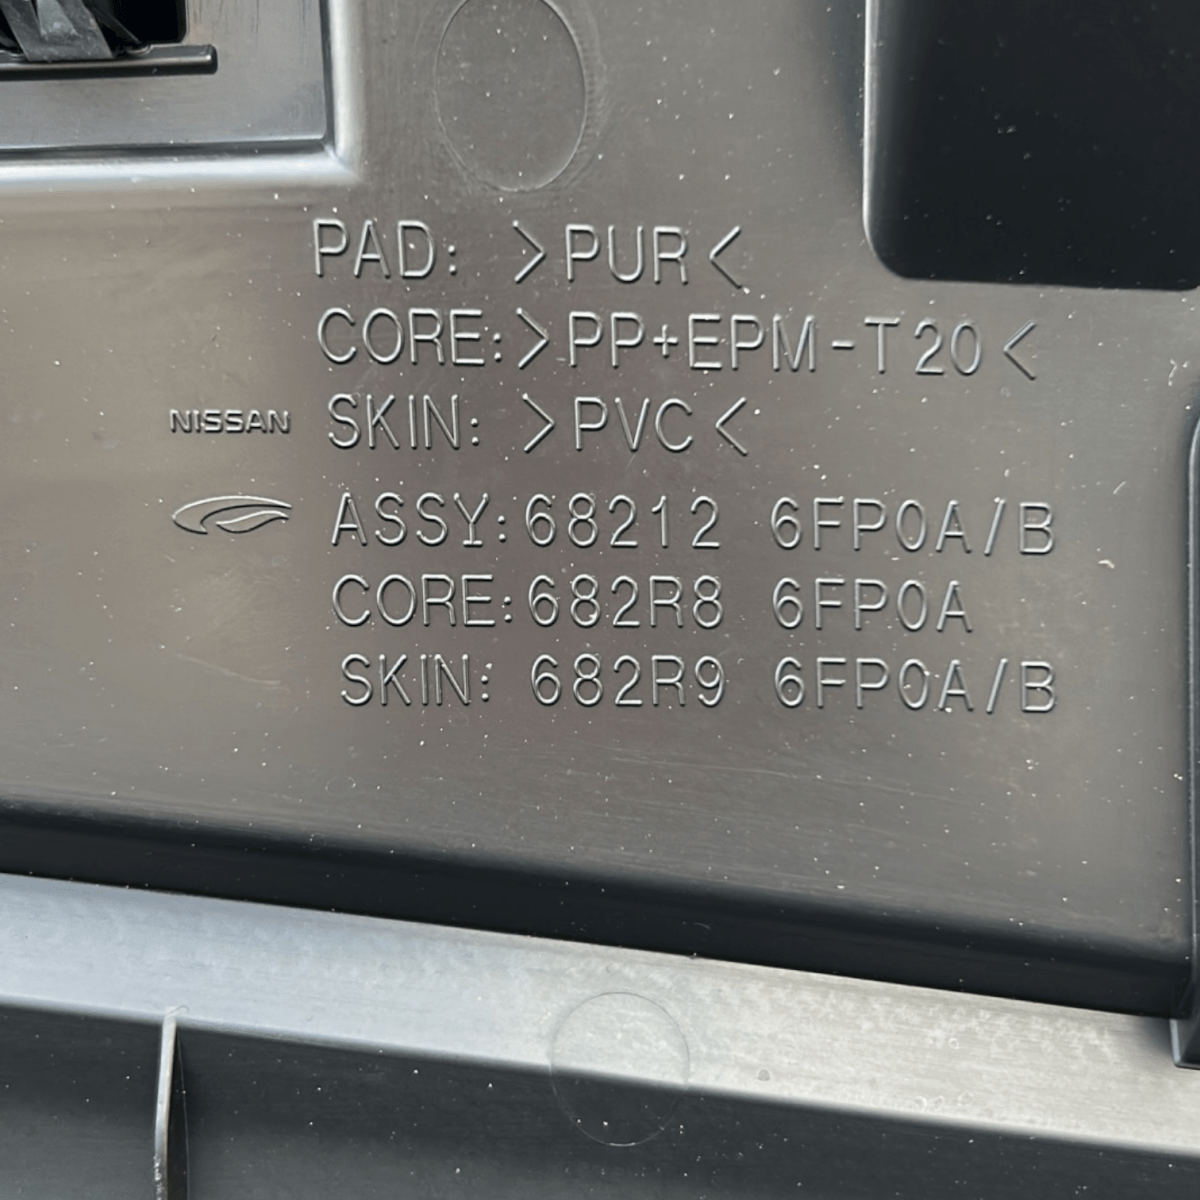 PAD: >PUR<
CORE:>PP+EPM-T20<
NISSAN SKIN: >PVC<
ASSY:68212 6FP0A/B
CORE:682R8 6FP0A
SKIN: 682R9 6FP0A/B